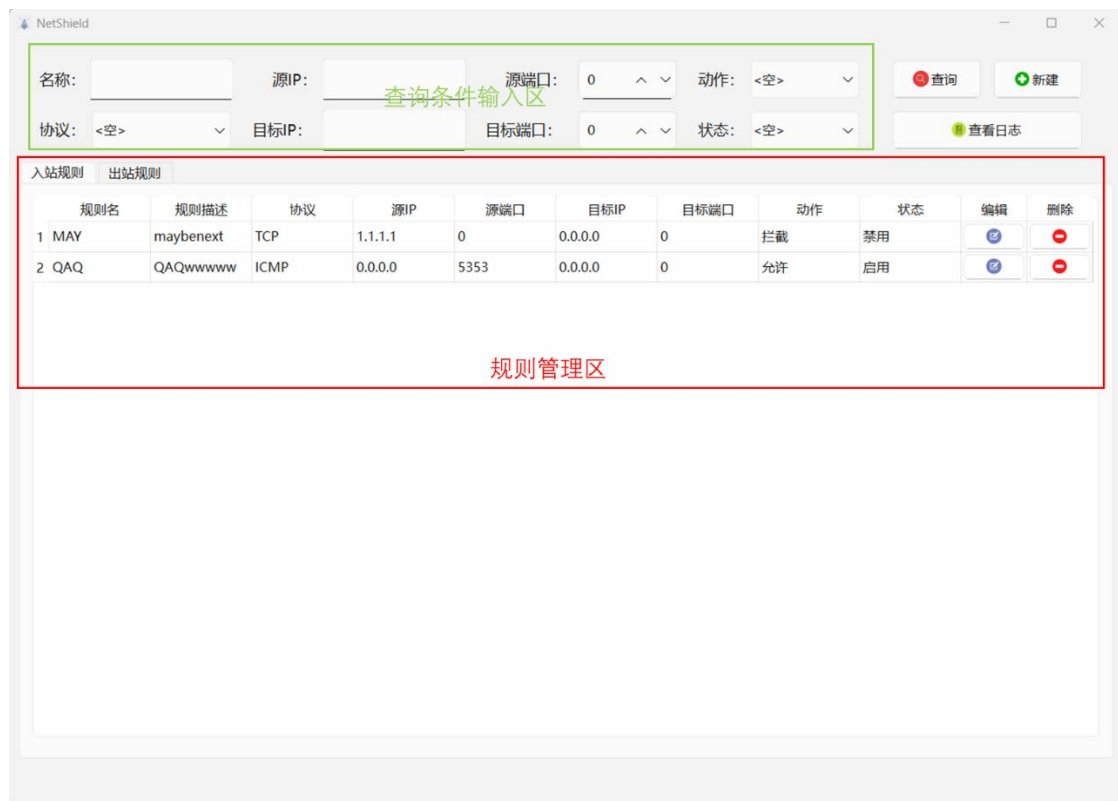 NetShield
名称: 源IP: 源端口: 0 动作: <空> 查询 新建
查询条件输入区
协议: <空> 目标IP: 目标端口: 0 状态: <空> 查看日志
入站规则 出站规则
规则名 规则描述 协议 源IP 源端口 目标IP 目标端口 动作 状态 编辑 删除
1 MAY maybenext TCP 1.1.1.1 0 0.0.0.0 0 拦截 禁用
2 QAQ QAQwwwww ICMP 0.0.0.0 5353 0.0.0.0 0 允许 启用
规则管理区